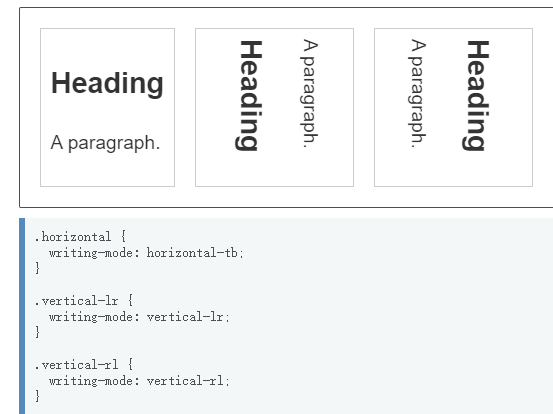 Heading
A paragraph.
Heading
A paragraph.
A paragraph.
Heading
.horizontal {
  writing-mode: horizontal-tb;
}

.vertical-lr {
  writing-mode: vertical-lr;
}

.vertical-rl {
  writing-mode: vertical-rl;
}